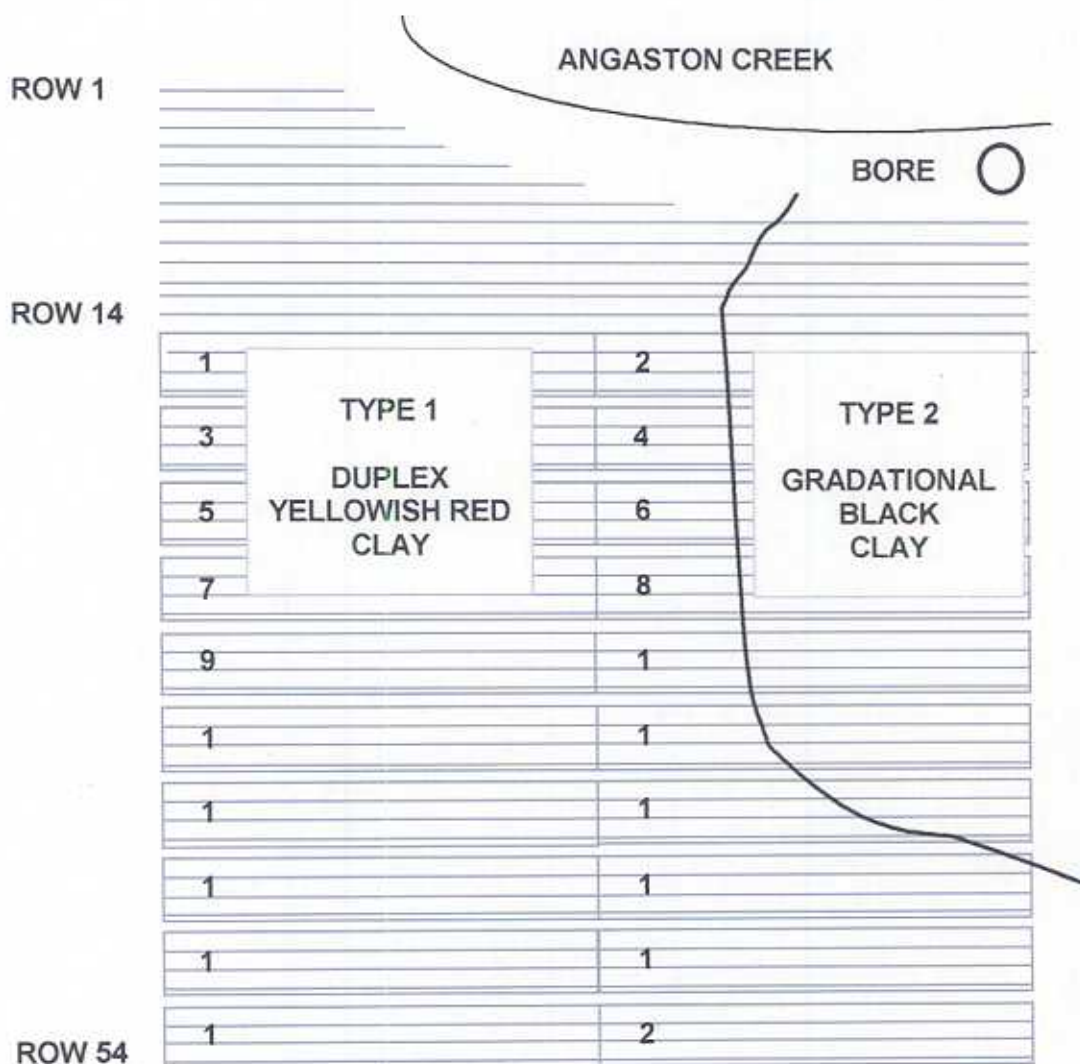 ANGASTON CREEK
ROW 1
BORE
ROW 14
1
2
TYPE 1
DUPLEX
YELLOWISH RED
CLAY
TYPE 2
GRADATIONAL
BLACK
CLAY
3
4
5
6
7
8
9
1
1
1
1
1
1
1
1
1
1
2
ROW 54